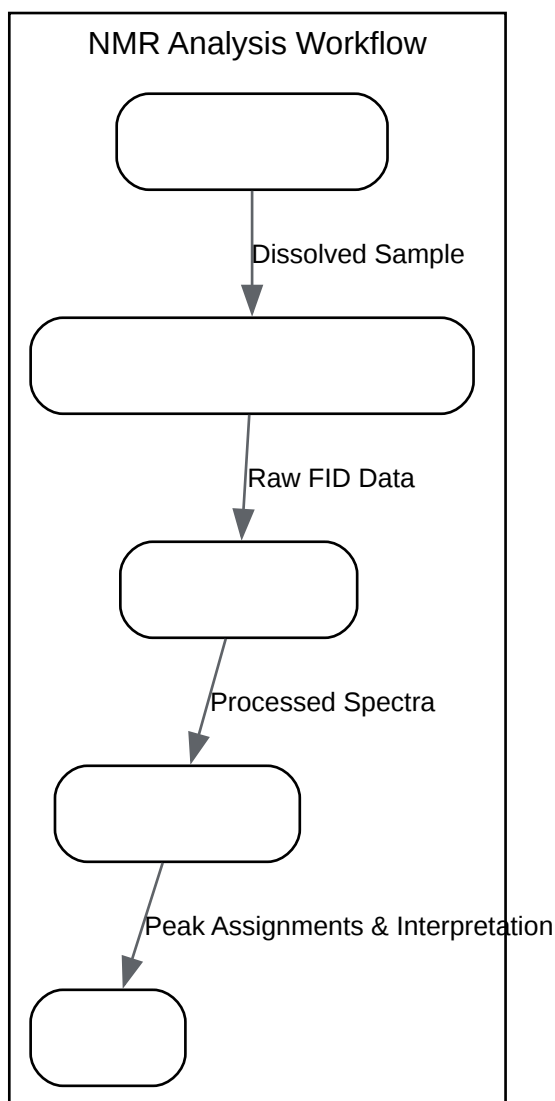 NMR Analysis Workflow
Dissolved Sample
Raw FID Data
Processed Spectra
Peak Assignments & Interpretation